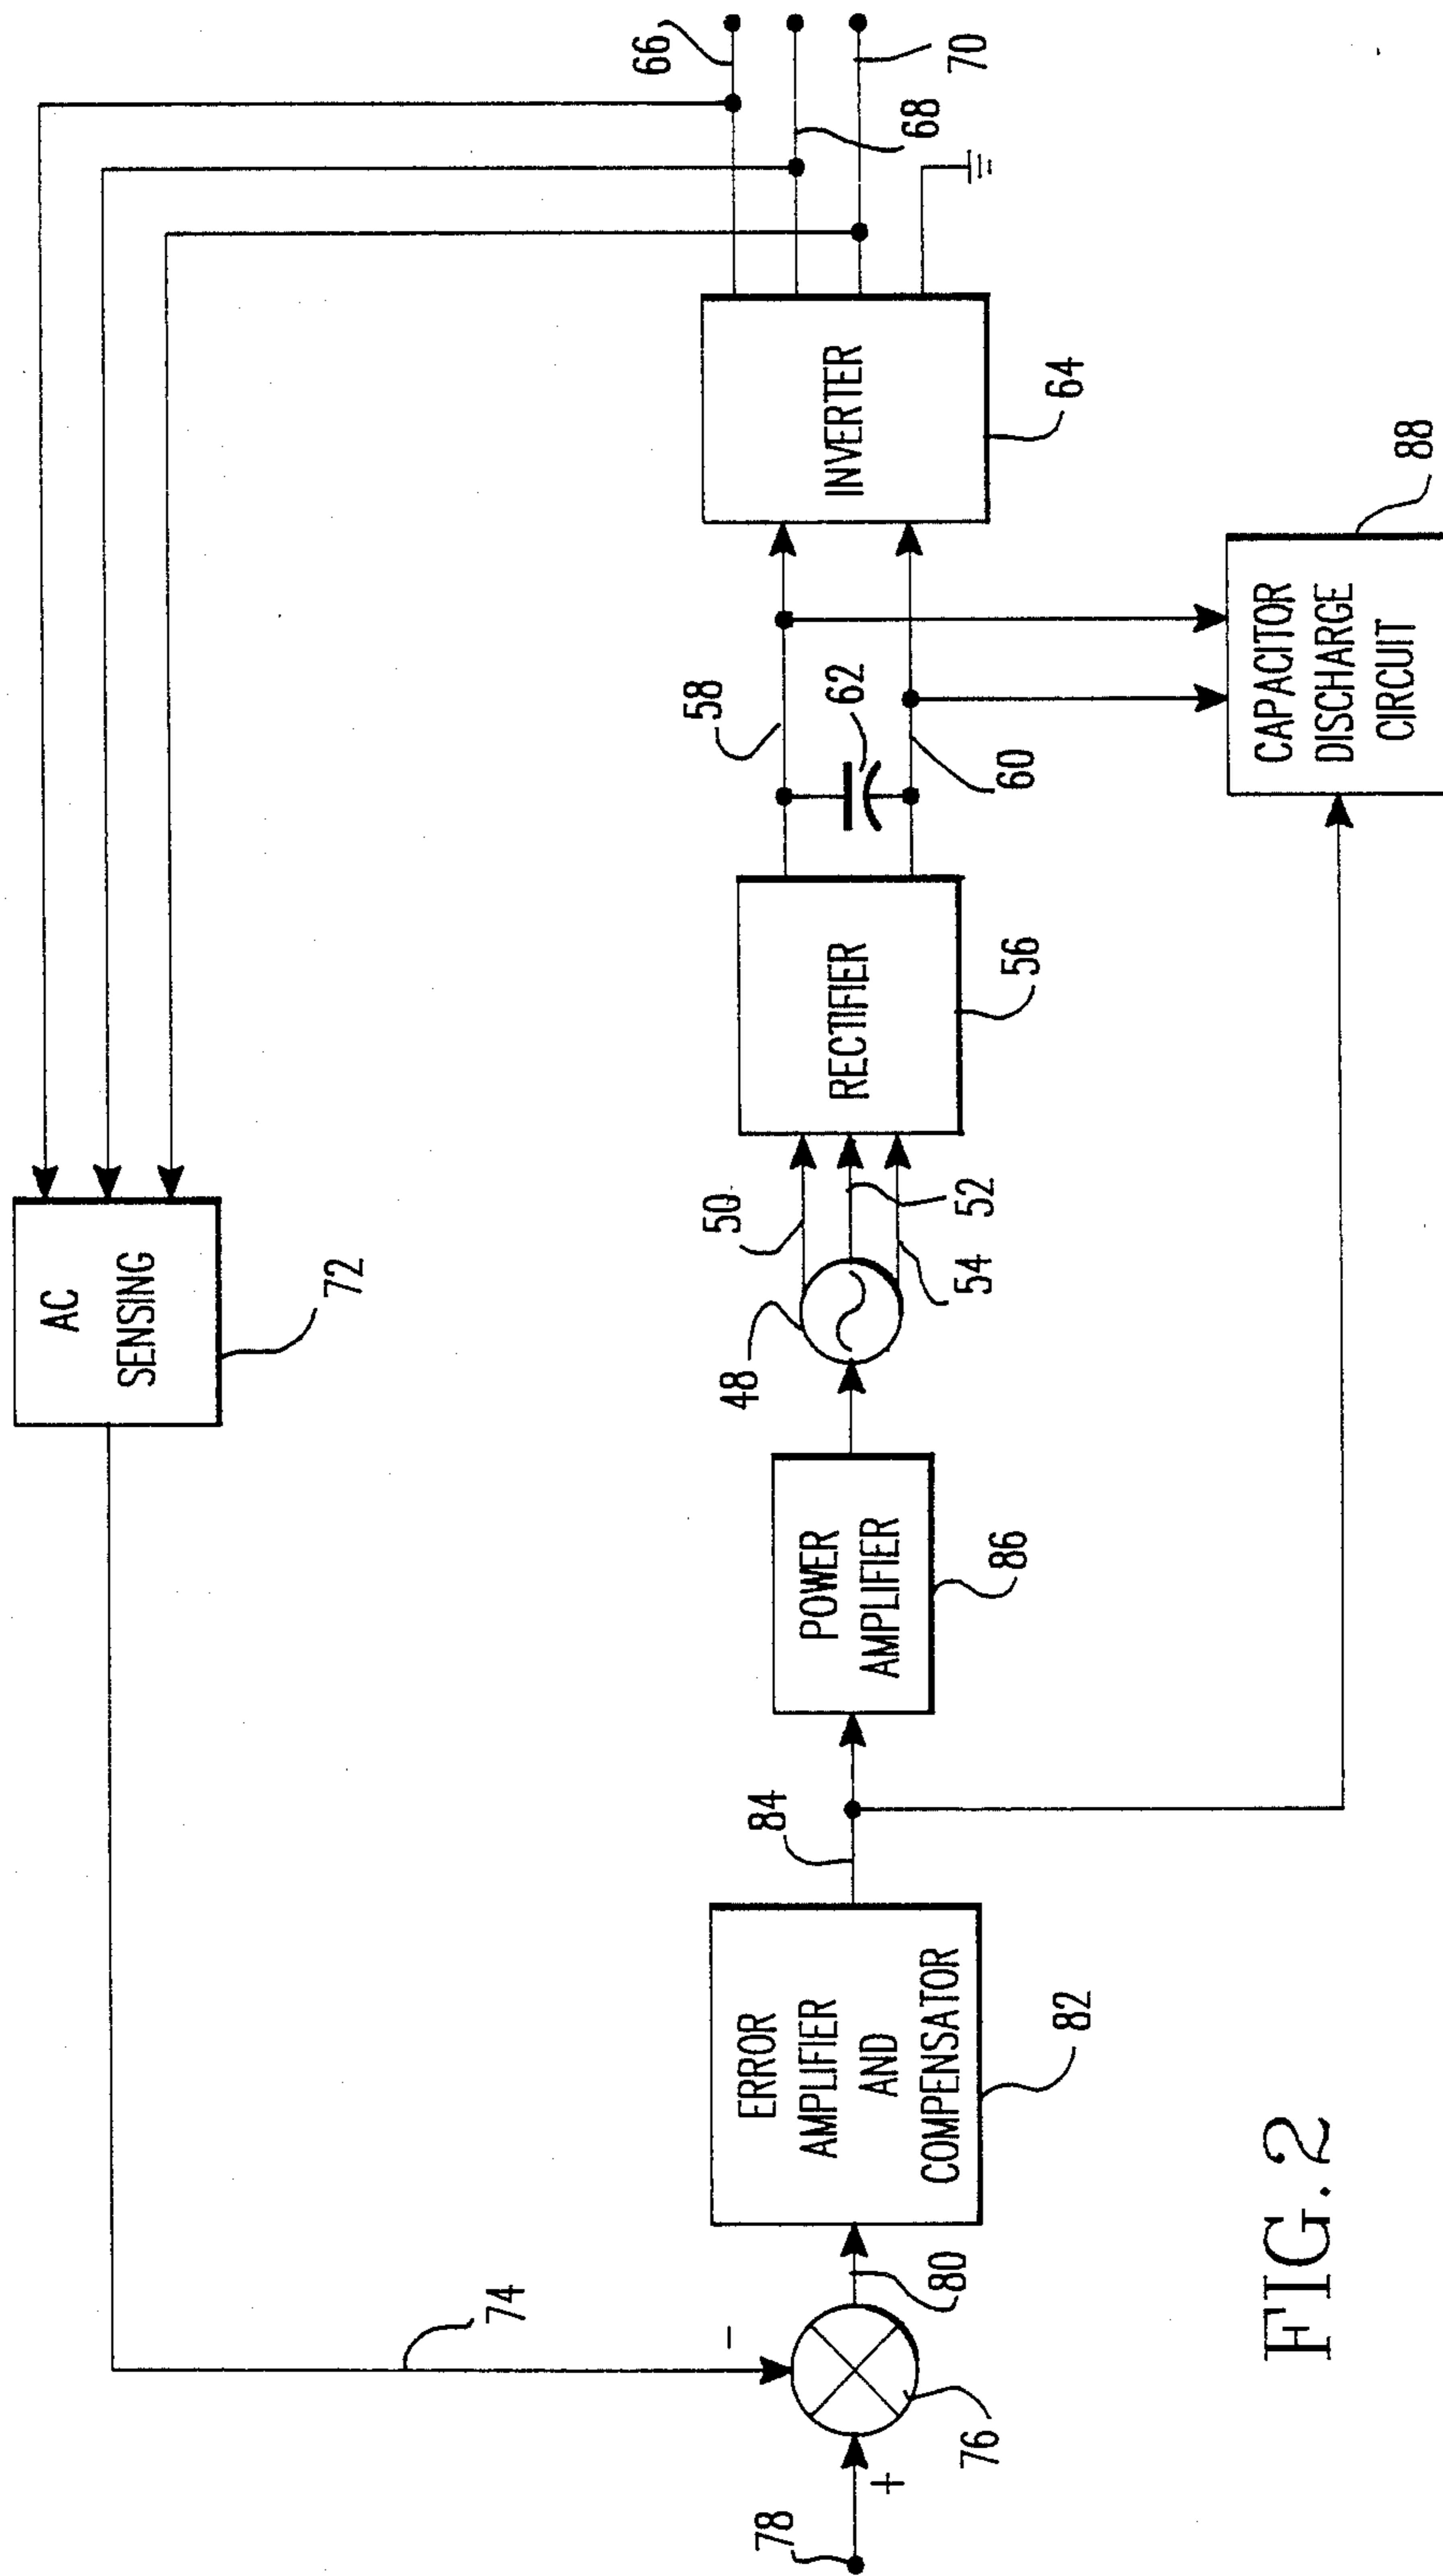 66
68
70
AC
SENSING
72
74
-
+
78
76
80
ERROR
AMPLIFIER
AND
COMPENSATOR
82
84
POWER
AMPLIFIER
86
48
50
52
54
RECTIFIER
56
58
60
62
INVERTER
64
CAPACITOR
DISCHARGE
CIRCUIT
88
FIG. 2